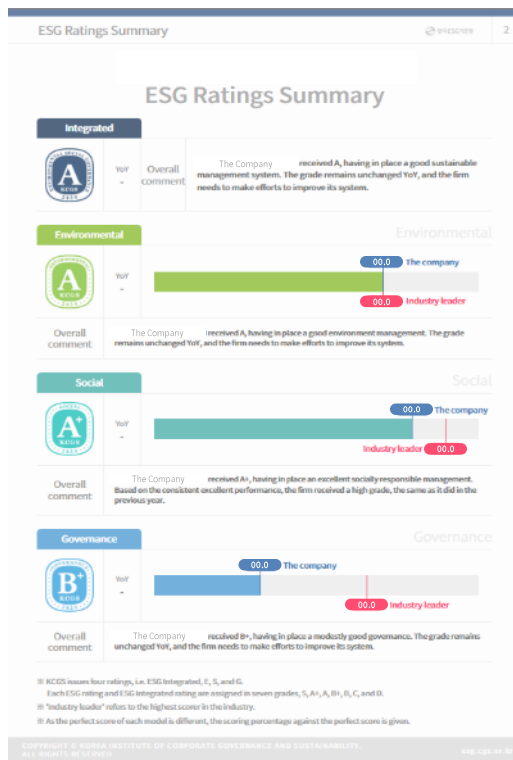 ESG Ratings Summary
2
ESG Ratings Summary
Integrated
A
KCGS
YoY
-
Overall
comment
The Company received A, having in place a good sustainable
management system. The grade remains unchanged YoY, and the firm
needs to make efforts to improve its system.
Environmental
Environmental
A
KCGS
YoY
-
00.0 The company
00.0 Industry leader
Overall
comment
The Company received A, having in place a good environment management. The grade
remains unchanged YoY, and the firm needs to make efforts to improve its system.
Social
Social
SOCIAL
A+
KCGS
YoY
-
00.0 The company
Industry leader 00.0
Overall
comment
The Company received A+, having in place an excellent socially responsible management.
Based on the consistent excellent performance, the firm received a high grade, the same as it did in the
previous year.
Governance
Governance
B+
KCGS
YoY
-
00.0 The company
00.0 Industry leader
Overall
comment
The Company received B+, having in place a modestly good governance. The grade remains
unchanged YoY, and the firm needs to make efforts to improve its system.
※ KCGS issues four ratings, i.e. ESG Integrated, E, S, and G.
Each ESG rating and ESG Integrated rating are assigned in seven grades, S, A+, A, B+, B, C, and D.
※ "Industry leader" refers to the highest scorer in the industry.
※ As the perfect score of each model is different, the scoring percentage against the perfect score is given.
COPYRIGHT © KOREA INSTITUTE OF CORPORATE GOVERNANCE AND SUSTAINABILITY.
ALL RIGHTS RESERVED